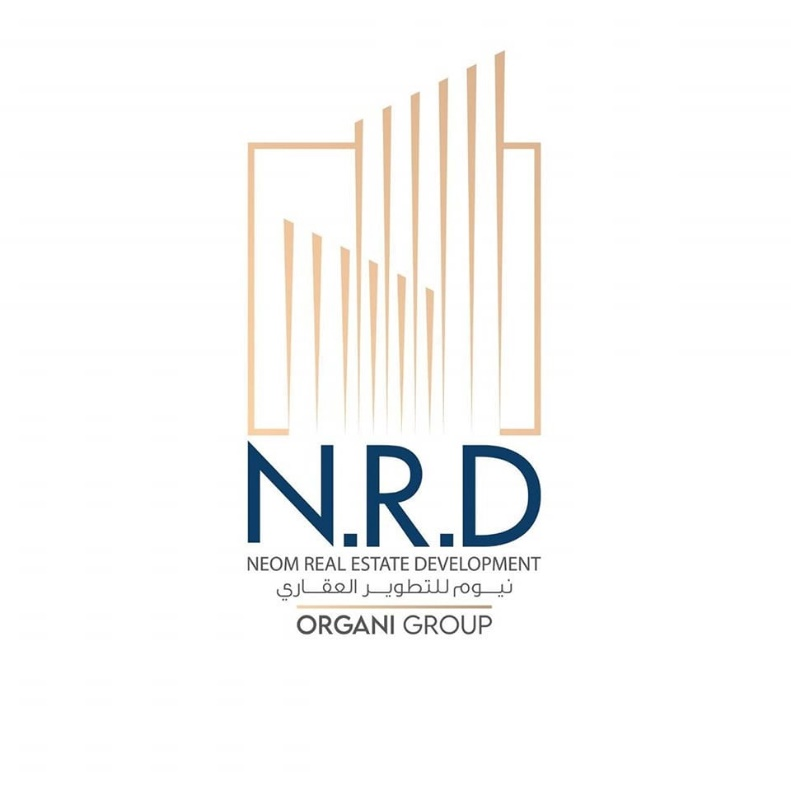 N.R.D
NEOM REAL ESTATE DEVELOPMENT
نيـوم للتطويـر العقـاري
ORGANI GROUP